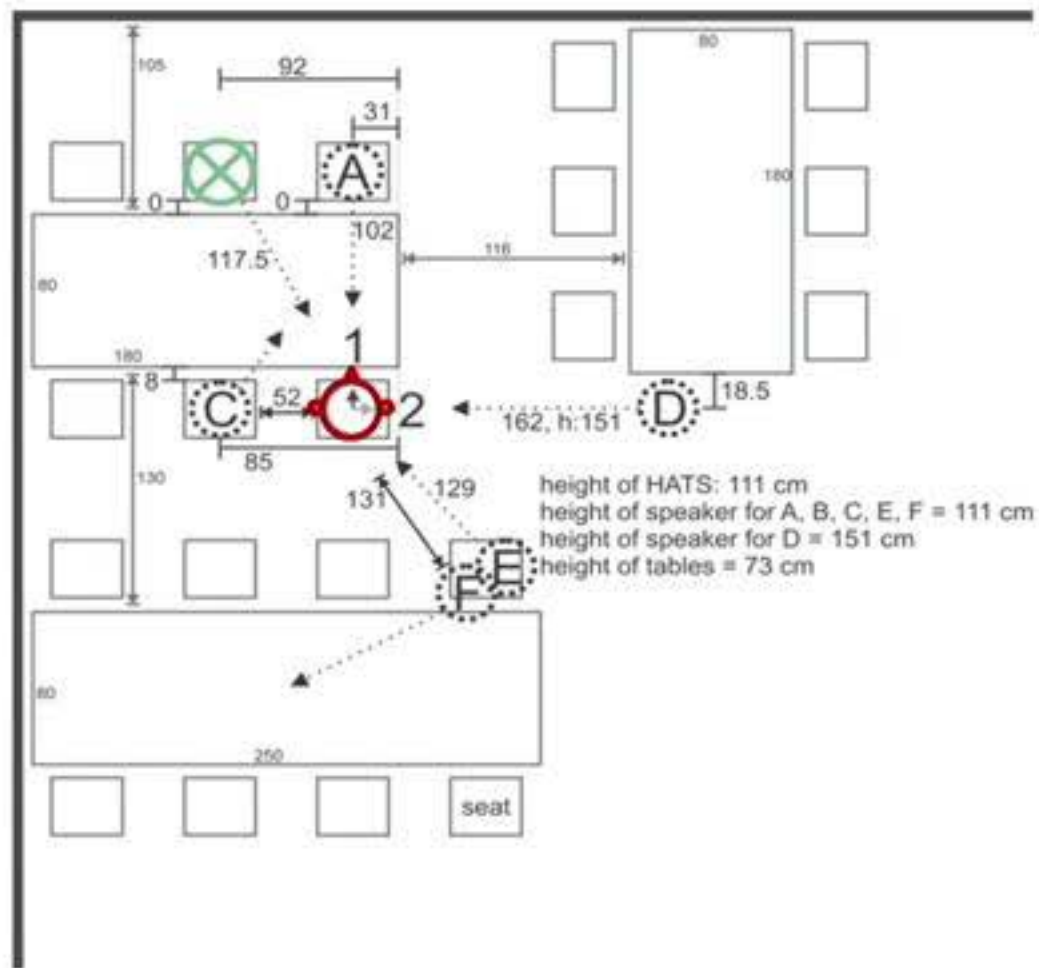 80
105
92
31
A
180
0
0
102
117.5
116
80
1
180
8
C
52
2
D
18.5
162, h:151
85
130
131
129
height of HATS: 111 cm
height of speaker for A, B, C, E, F = 111 cm
height of speaker for D = 151 cm
height of tables = 73 cm
E
F
80
250
seat